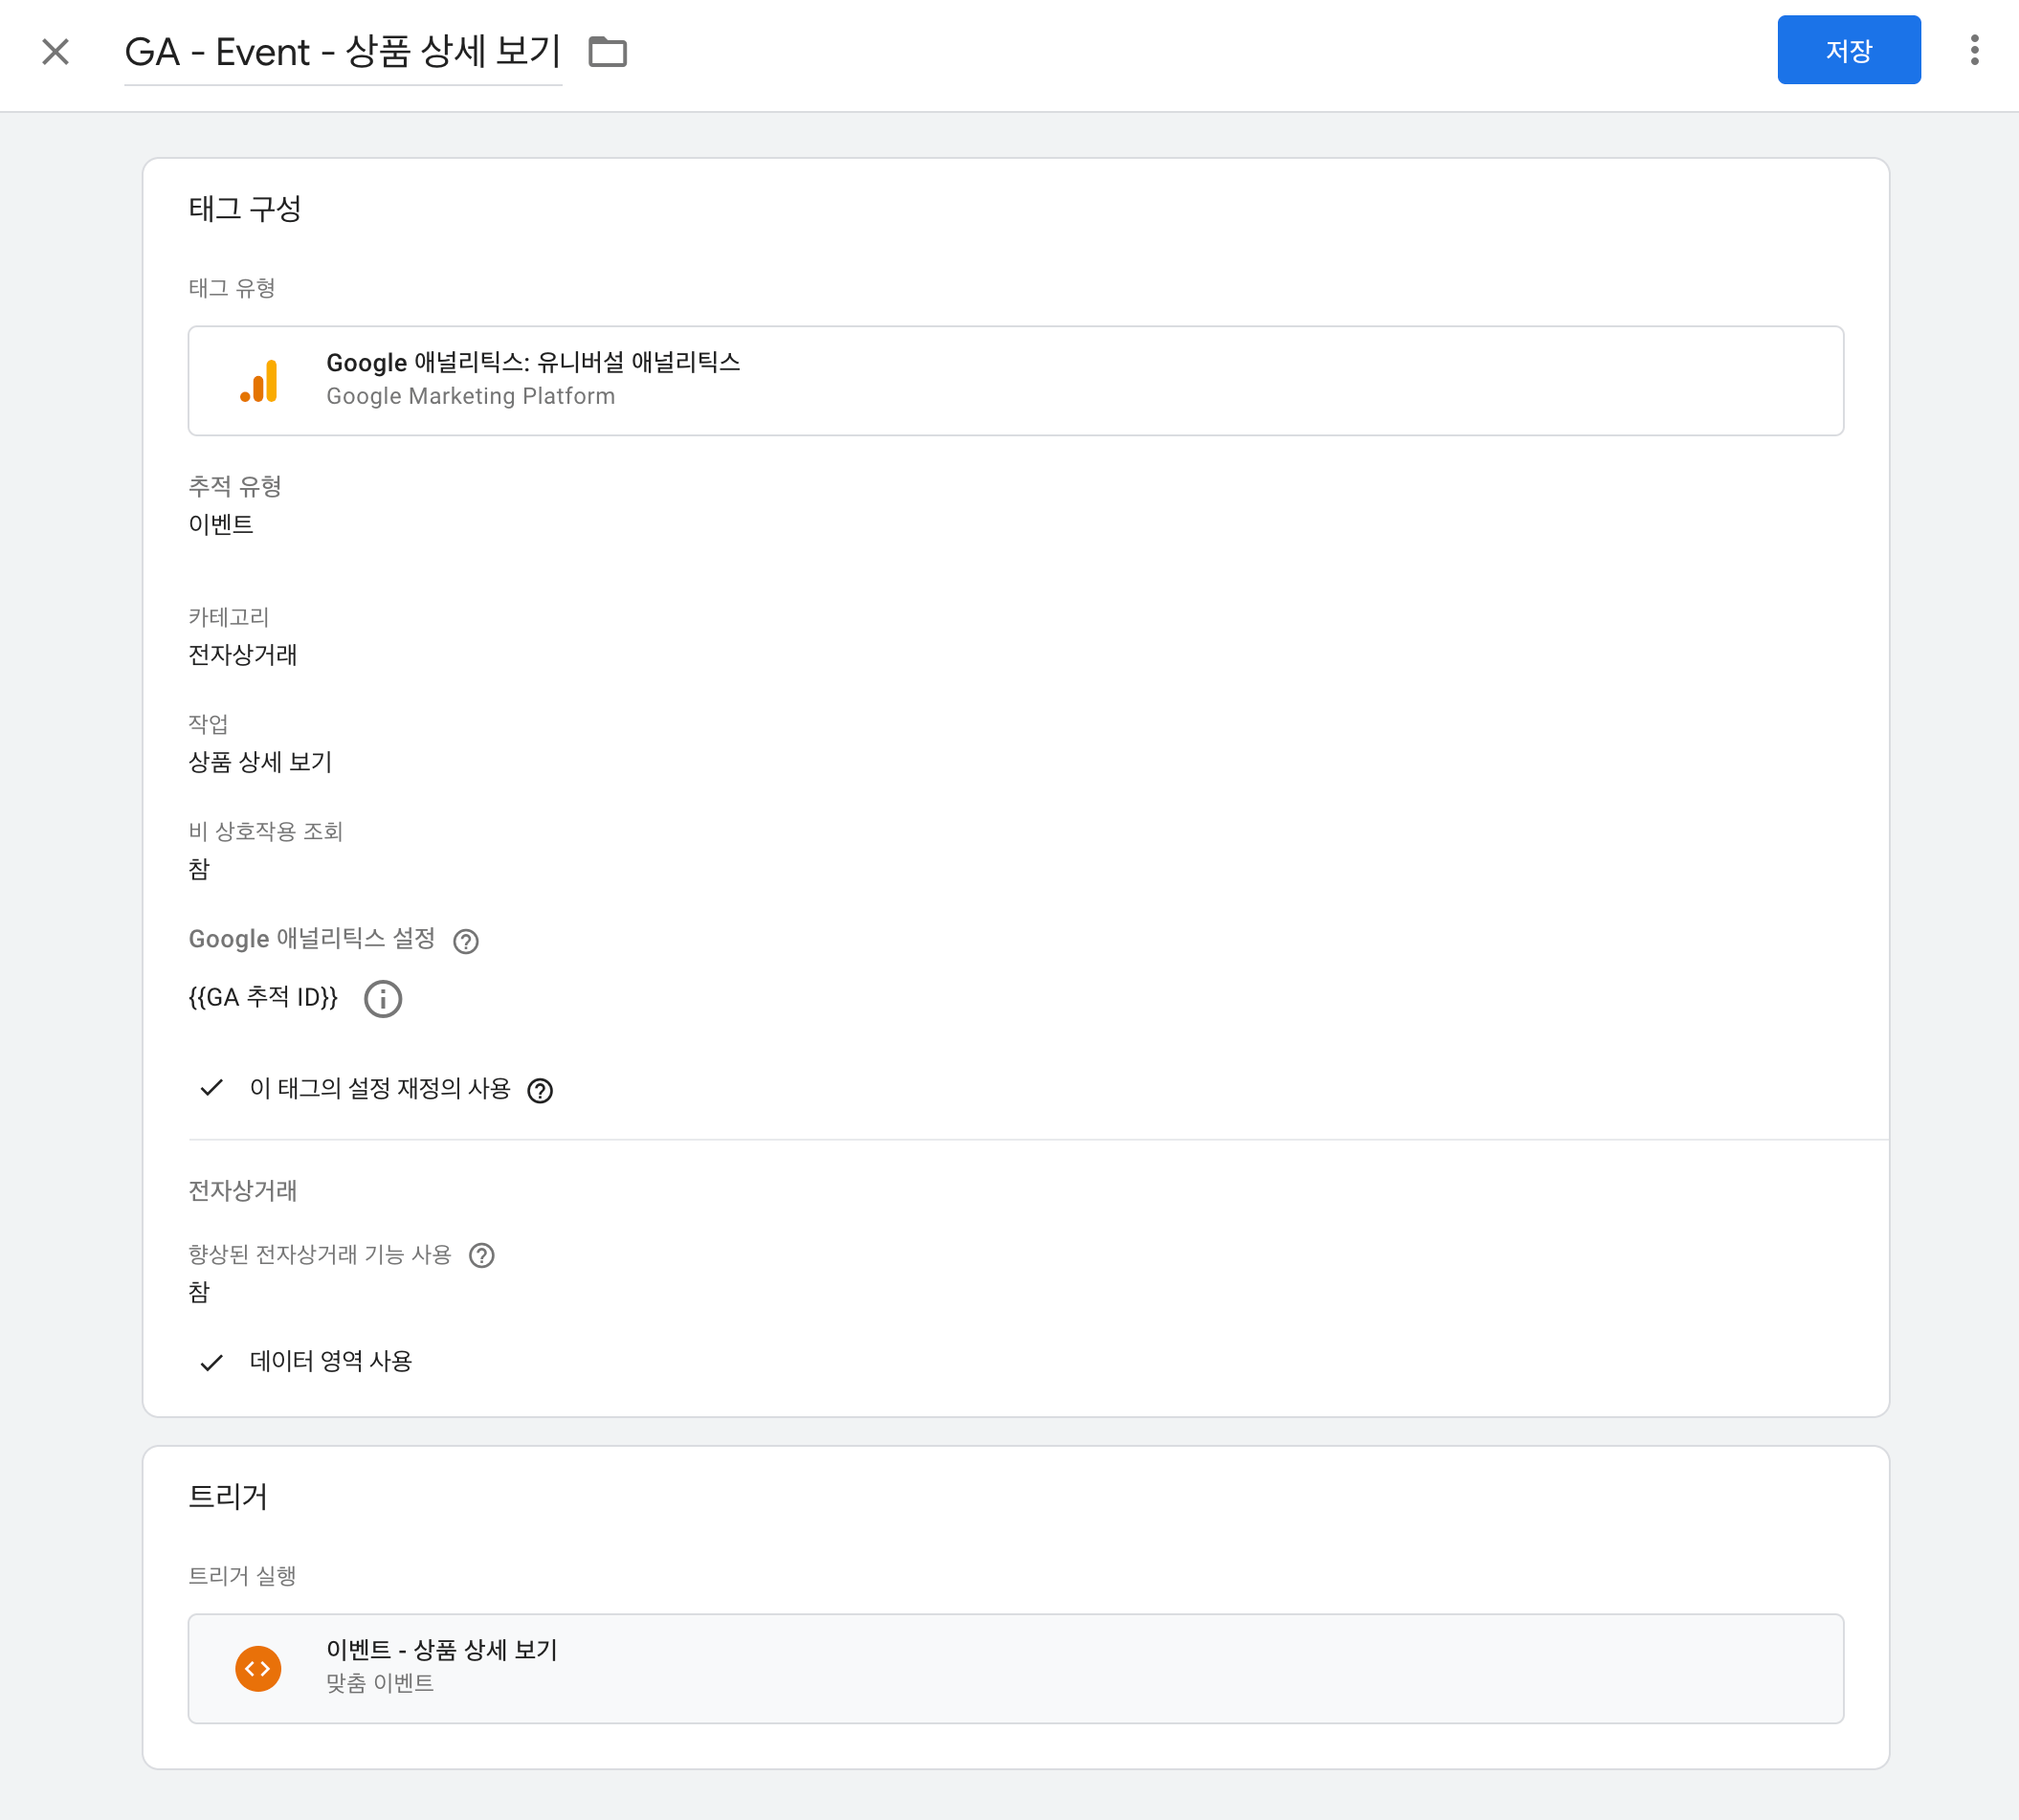 GA - Event - 상품 상세 보기
저장
태그 구성
태그 유형
Google 애널리틱스: 유니버설 애널리틱스
Google Marketing Platform
추적 유형
이벤트
카테고리
전자상거래
작업
상품 상세 보기
비 상호작용 조회
참
Google 애널리틱스 설정
{{GA 추적 ID}}
이 태그의 설정 재정의 사용
전자상거래
향상된 전자상거래 기능 사용
참
데이터 영역 사용
트리거
트리거 실행
이벤트 - 상품 상세 보기
맞춤 이벤트